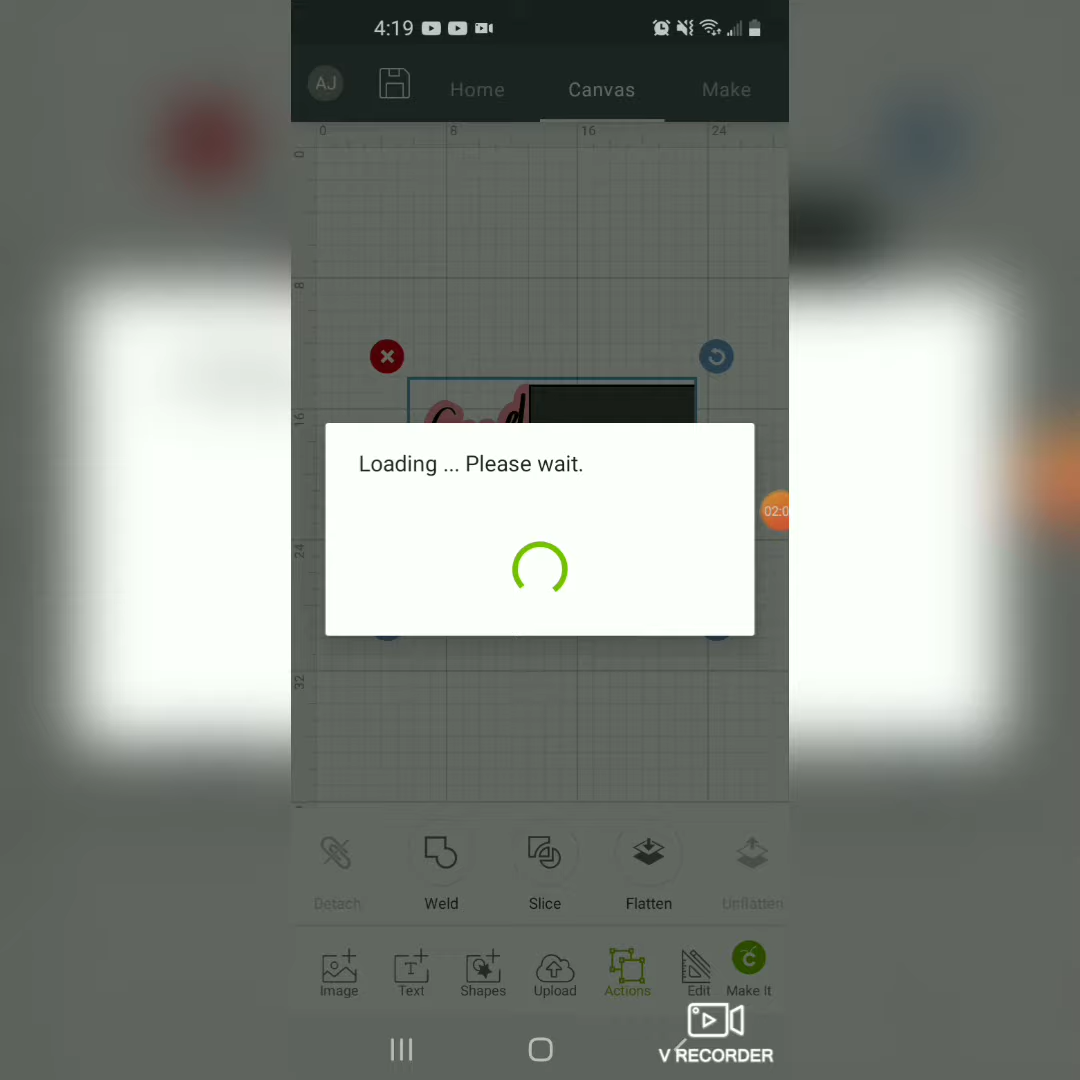 4:19
AJ
Home Canvas Make
0 8 16 24
0
8
16
Loading ... Please wait.
02:0
24
32
Detach Weld Slice Flatten Unflatten
Image Text Shapes Upload Actions Edit Make It
V RECORDER